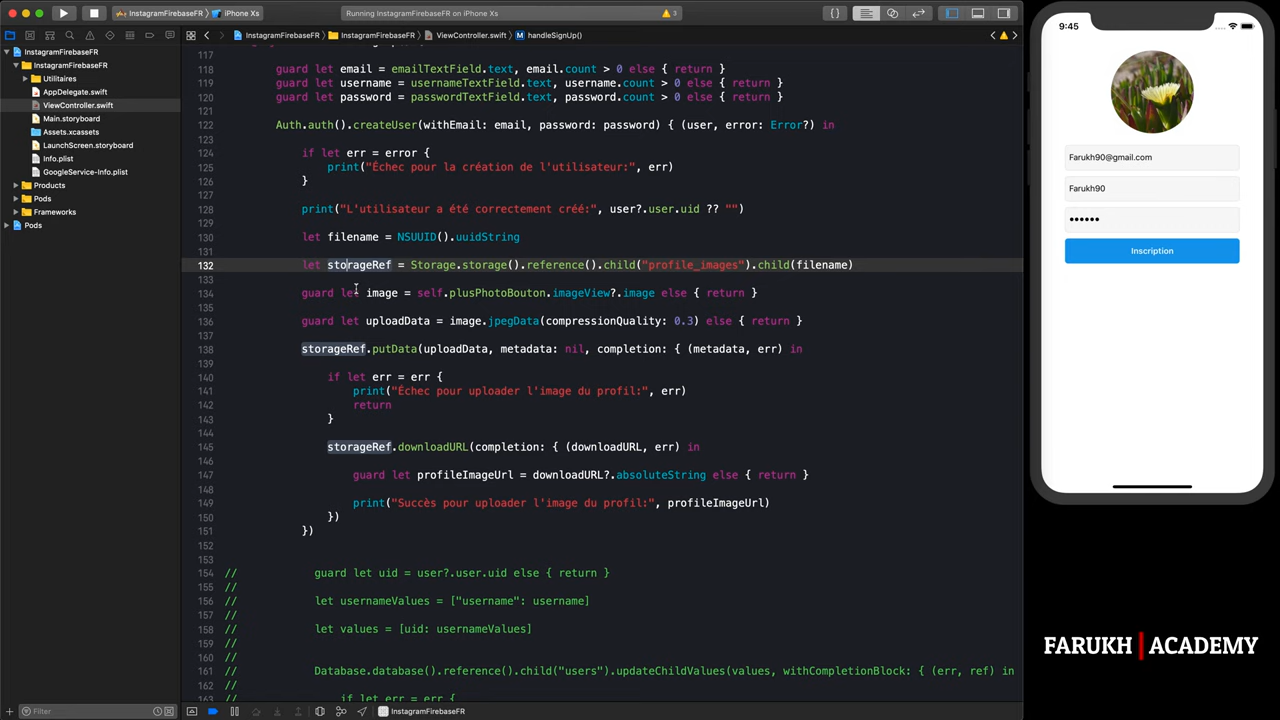 InstagramFirebaseFR
iPhone Xs
Running InstagramFirebaseFR on iPhone Xs
3
InstagramFirebaseFR
InstagramFirebaseFR
ViewController.swift
handleSignUp()
InstagramFirebaseFR
InstagramFirebaseFR
Utilitaires
AppDelegate.swift
ViewController.swift
Main.storyboard
Assets.xcassets
LaunchScreen.storyboard
Info.plist
GoogleService-Info.plist
Products
Pods
Frameworks
Pods
117
118 guard let email = emailTextField.text, email.count > 0 else { return }
119 guard let username = usernameTextField.text, username.count > 0 else { return }
120 guard let password = passwordTextField.text, password.count > 0 else { return }
121
122 Auth.auth().createUser(withEmail: email, password: password) { (user, error: Error?) in
123
124 if let err = error {
125 print("Échec pour la création de l'utilisateur:", err)
126 }
127
128 print("L'utilisateur a été correctement créé:", user?.user.uid ?? "")
129
130 let filename = NSUUID().uuidString
131
132 let storageRef = Storage.storage().reference().child("profile_images").child(filename)
133
134 guard let image = self.plusPhotoBouton.imageView?.image else { return }
135
136 guard let uploadData = image.jpegData(compressionQuality: 0.3) else { return }
137
138 storageRef.putData(uploadData, metadata: nil, completion: { (metadata, err) in
139
140 if let err = err {
141 print("Échec pour uploader l'image du profil:", err)
142 return
143 }
144
145 storageRef.downloadURL(completion: { (downloadURL, err) in
146
147 guard let profileImageUrl = downloadURL?.absoluteString else { return }
148
149 print("Succès pour uploader l'image du profil:", profileImageUrl)
150 })
151 })
152
153
154 // guard let uid = user?.user.uid else { return }
155 //
156 // let usernameValues = ["username": username]
157 //
158 // let values = [uid: usernameValues]
159 //
160 //
161 // Database.database().reference().child("users").updateChildValues(values, withCompletionBlock: { (err, ref) in
162 //
163 // if let err = err {
Filter
InstagramFirebaseFR
9:45
Farukh90@gmail.com
Farukh90
••••••
Inscription
FARUKH | ACADEMY